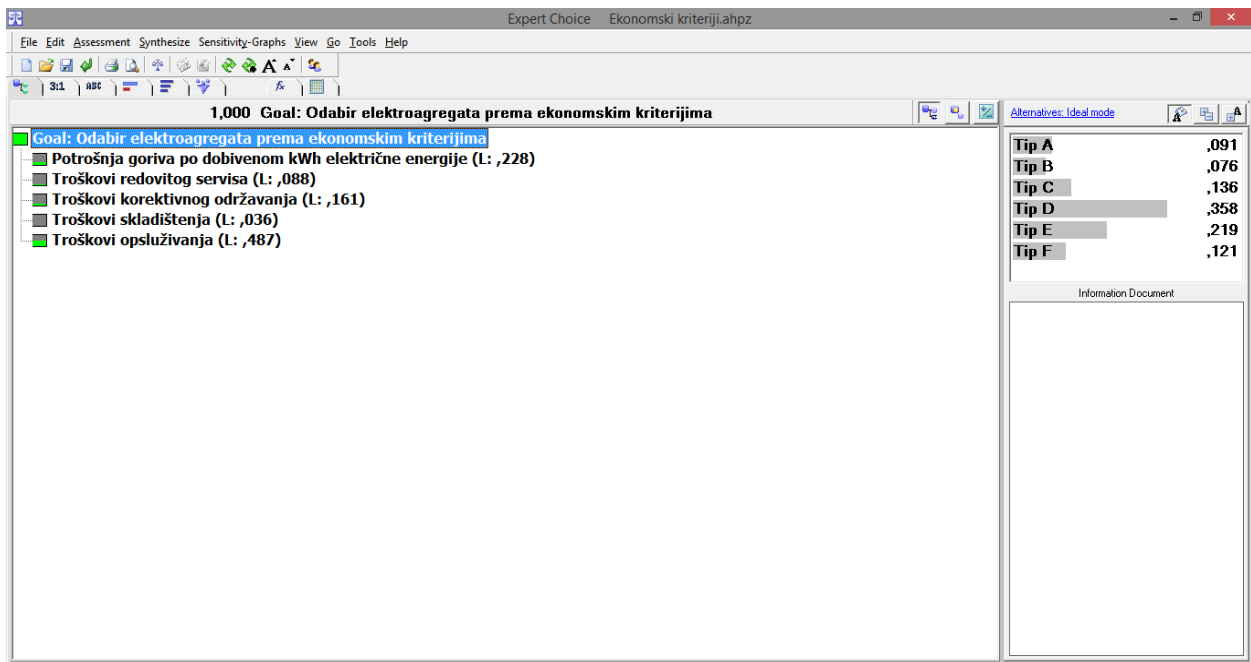 Expert Choice Ekonomski kriteriji.ahpz
File Edit Assessment Synthesize Sensitivity-Graphs View Go Tools Help
3:1 ABC fx
1,000 Goal: Odabir elektroagregata prema ekonomskim kriterijima
Goal: Odabir elektroagregata prema ekonomskim kriterijima
Potrošnja goriva po dobivenom kWh električne energije (L: ,228)
Troškovi redovitog servisa (L: ,088)
Troškovi korektivnog održavanja (L: ,161)
Troškovi skladištenja (L: ,036)
Troškovi opsluživanja (L: ,487)
Alternatives: Ideal mode
Tip A ,091
Tip B ,076
Tip C ,136
Tip D ,358
Tip E ,219
Tip F ,121
Information Document